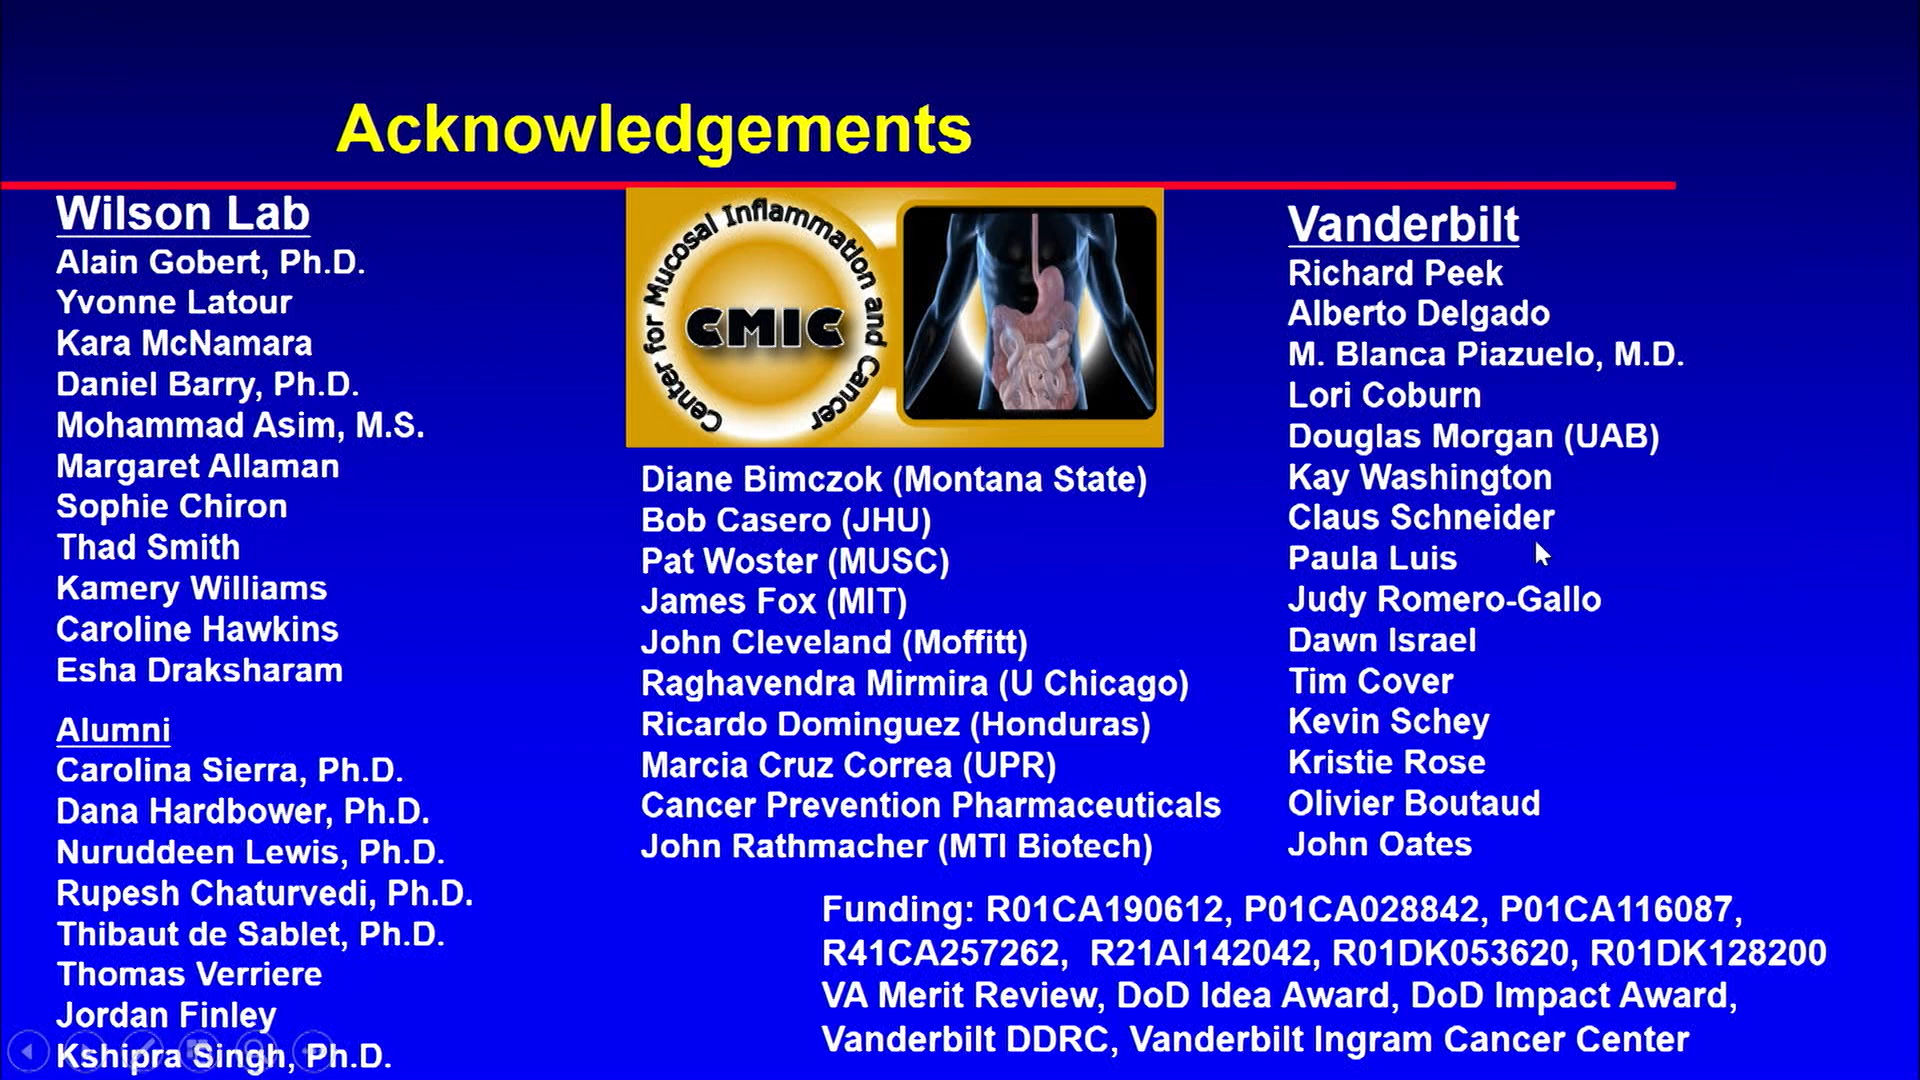 Acknowledgements
Wilson Lab
Alain Gobert, Ph.D.
Yvonne Latour
Kara McNamara
Daniel Barry, Ph.D.
Mohammad Asim, M.S.
Margaret Allaman
Sophie Chiron
Thad Smith
Kamery Williams
Caroline Hawkins
Esha Draksharam
Alumni
Carolina Sierra, Ph.D.
Dana Hardbower, Ph.D.
Nuruddeen Lewis, Ph.D.
Rupesh Chaturvedi, Ph.D.
Thibaut de Sablet, Ph.D.
Thomas Verriere
Jordan Finley
Kshipra Singh, Ph.D.
Center for Mucosal Inflammation and Cancer
CMIC
Diane Bimczok (Montana State)
Bob Casero (JHU)
Pat Woster (MUSC)
James Fox (MIT)
John Cleveland (Moffitt)
Raghavendra Mirmira (U Chicago)
Ricardo Dominguez (Honduras)
Marcia Cruz Correa (UPR)
Cancer Prevention Pharmaceuticals
John Rathmacher (MTI Biotech)
Vanderbilt
Richard Peek
Alberto Delgado
M. Blanca Piazuelo, M.D.
Lori Coburn
Douglas Morgan (UAB)
Kay Washington
Claus Schneider
Paula Luis
Judy Romero-Gallo
Dawn Israel
Tim Cover
Kevin Schey
Kristie Rose
Olivier Boutaud
John Oates
Funding: R01CA190612, P01CA028842, P01CA116087,
R41CA257262, R21AI142042, R01DK053620, R01DK128200
VA Merit Review, DoD Idea Award, DoD Impact Award,
Vanderbilt DDRC, Vanderbilt Ingram Cancer Center